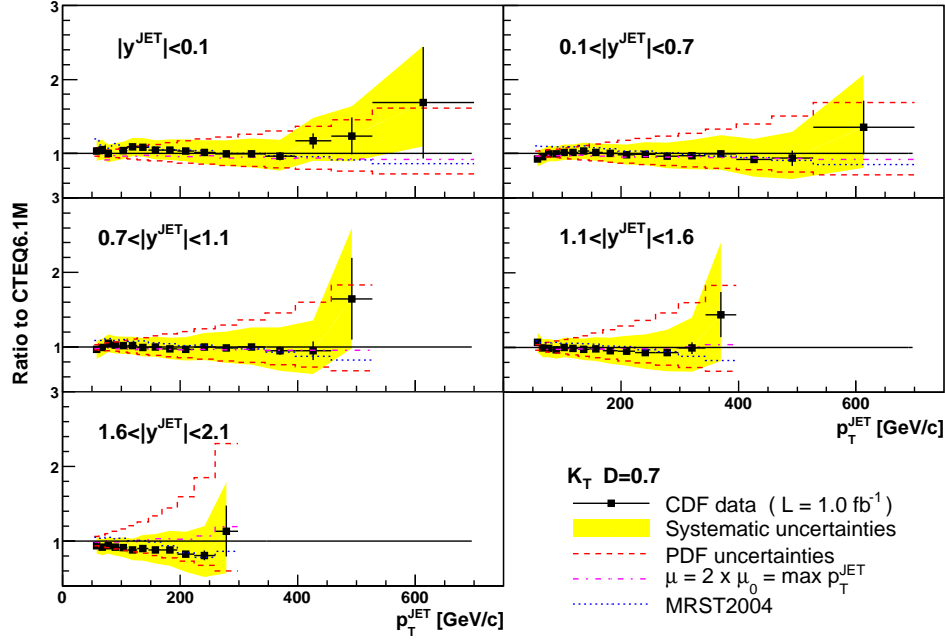 3
|y^JET|<0.1
0.1<|y^JET|<0.7
2
1
3
0.7<|y^JET|<1.1
1.1<|y^JET|<1.6
2
1
Ratio to CTEQ6.1M
3
0 200 400 600
p_T^JET [GeV/c]
1.6<|y^JET|<2.1
2
1
K_T D=0.7
CDF data ( L = 1.0 fb^-1)
Systematic uncertainties
PDF uncertainties
μ = 2 x μ_0 = max p_T^JET
MRST2004
0 200 400 600
p_T^JET [GeV/c]